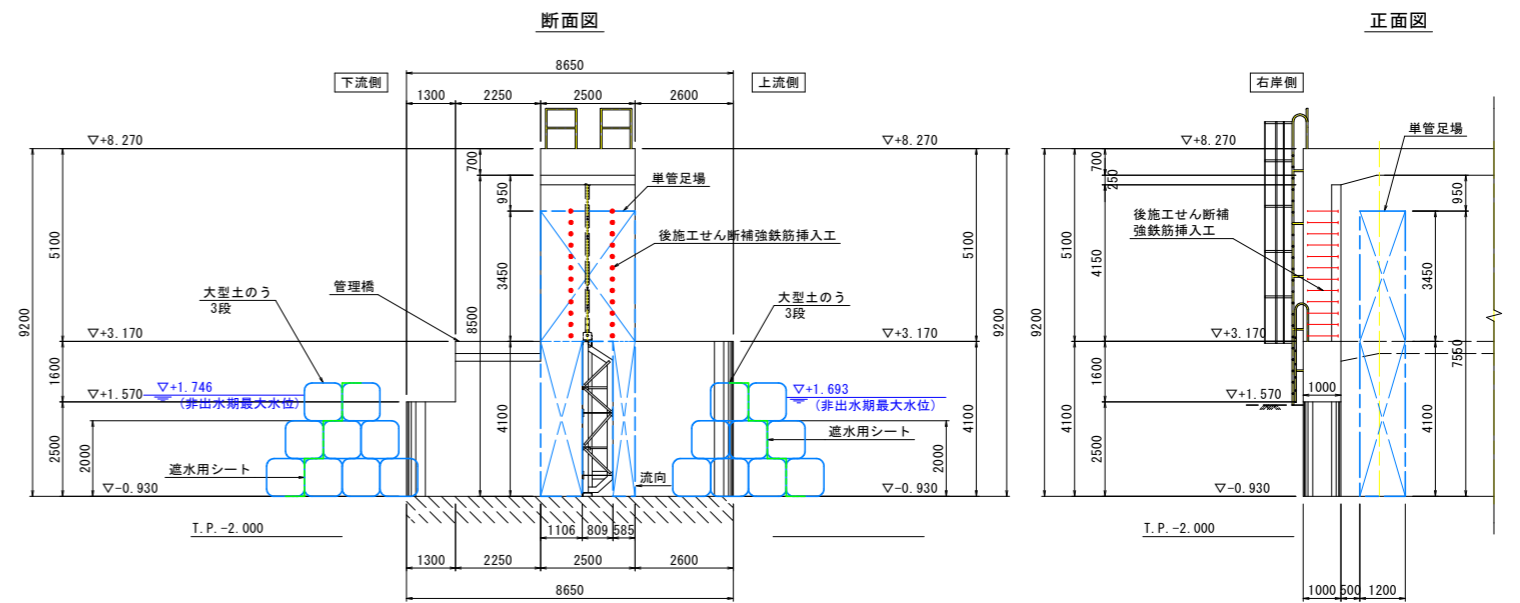 断面図
正面図
8650
下流側
上流側
右岸側
1300
2250
2500
2600
▽+8.270
▽+8.270
▽+8.270
単管足場
700
950
単管足場
700
250
950
後施工せん断補強鉄筋挿入工
後施工せん断補
強鉄筋挿入工
5100
3450
8500
5100
5100
4150
3450
9200
9200
9200
大型土のう
3段
管理橋
大型土のう
3段
▽+3.170
▽+3.170
▽+3.170
7550
1600
▽+1.746
(非出水期最大水位)
▽+1.570
▽+1.693
(非出水期最大水位)
1600
1000
▽+1.570
2500
2000
4100
遮水用シート
遮水用シート
2000
4100
4100
2500
4100
流向
▽-0.930
▽-0.930
▽-0.930
T.P.-2.000
T.P.-2.000
1106
809
585
1300
2250
2500
2600
8650
1000
500
1200